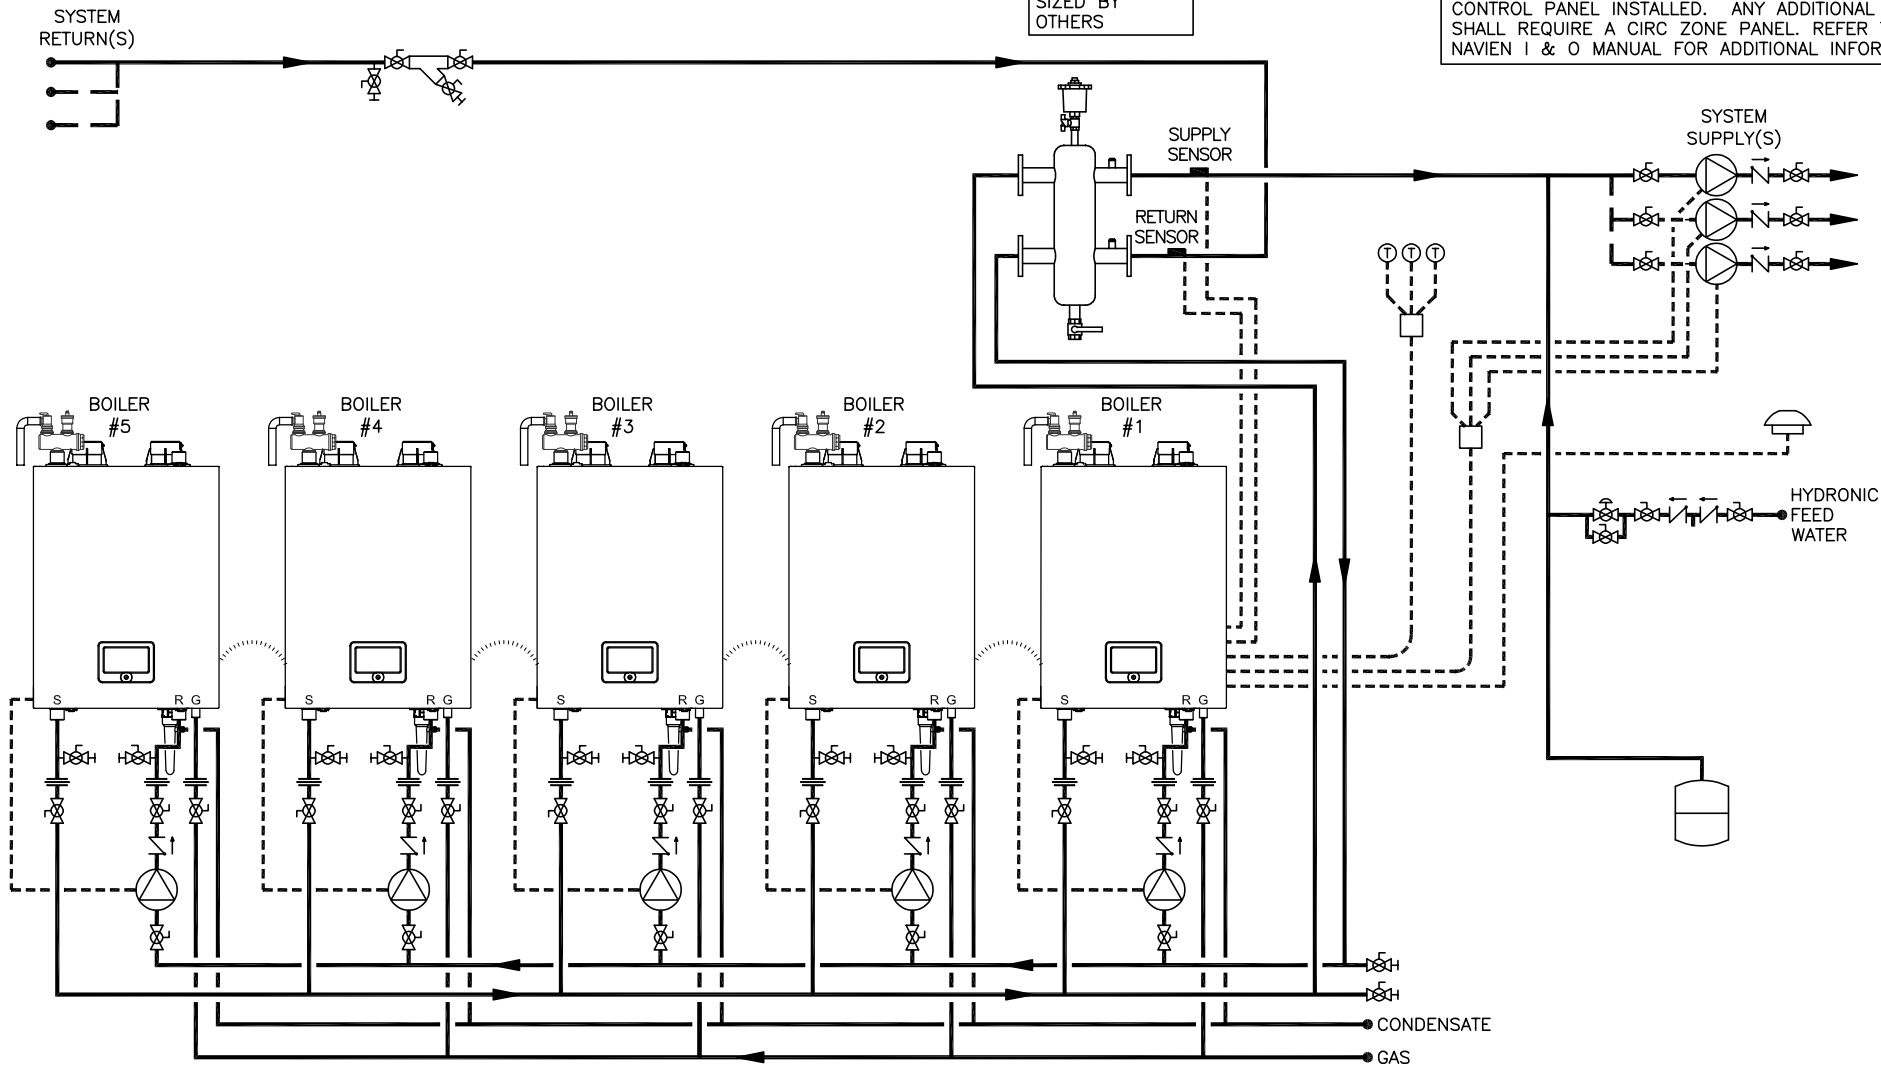 SYSTEM
RETURN(S)
SIZED BY
OTHERS
CONTROL PANEL INSTALLED. ANY ADDITIONAL
SHALL REQUIRE A CIRC ZONE PANEL. REFER
NAVIEN I & O MANUAL FOR ADDITIONAL INFOR
SUPPLY
SENSOR
SYSTEM
SUPPLY(S)
RETURN
SENSOR
T T T
BOILER
#5
BOILER
#4
BOILER
#3
BOILER
#2
BOILER
#1
HYDRONIC
FEED
WATER
S R G
S R G
S R G
S R G
S R G
CONDENSATE
GAS